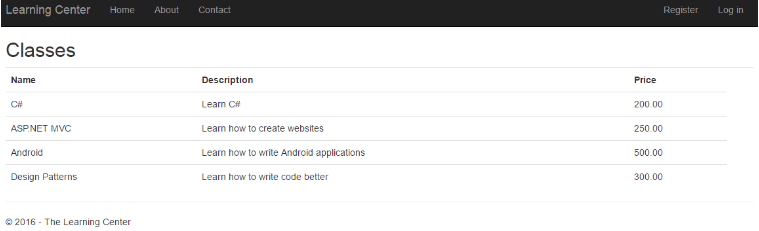 Learning Center Home About Contact Register Log in
Classes
Name Description Price
C# Learn C# 200.00
ASP.NET MVC Learn how to create websites 250.00
Android Learn how to write Android applications 500.00
Design Patterns Learn how to write code better 300.00
© 2016 - The Learning Center